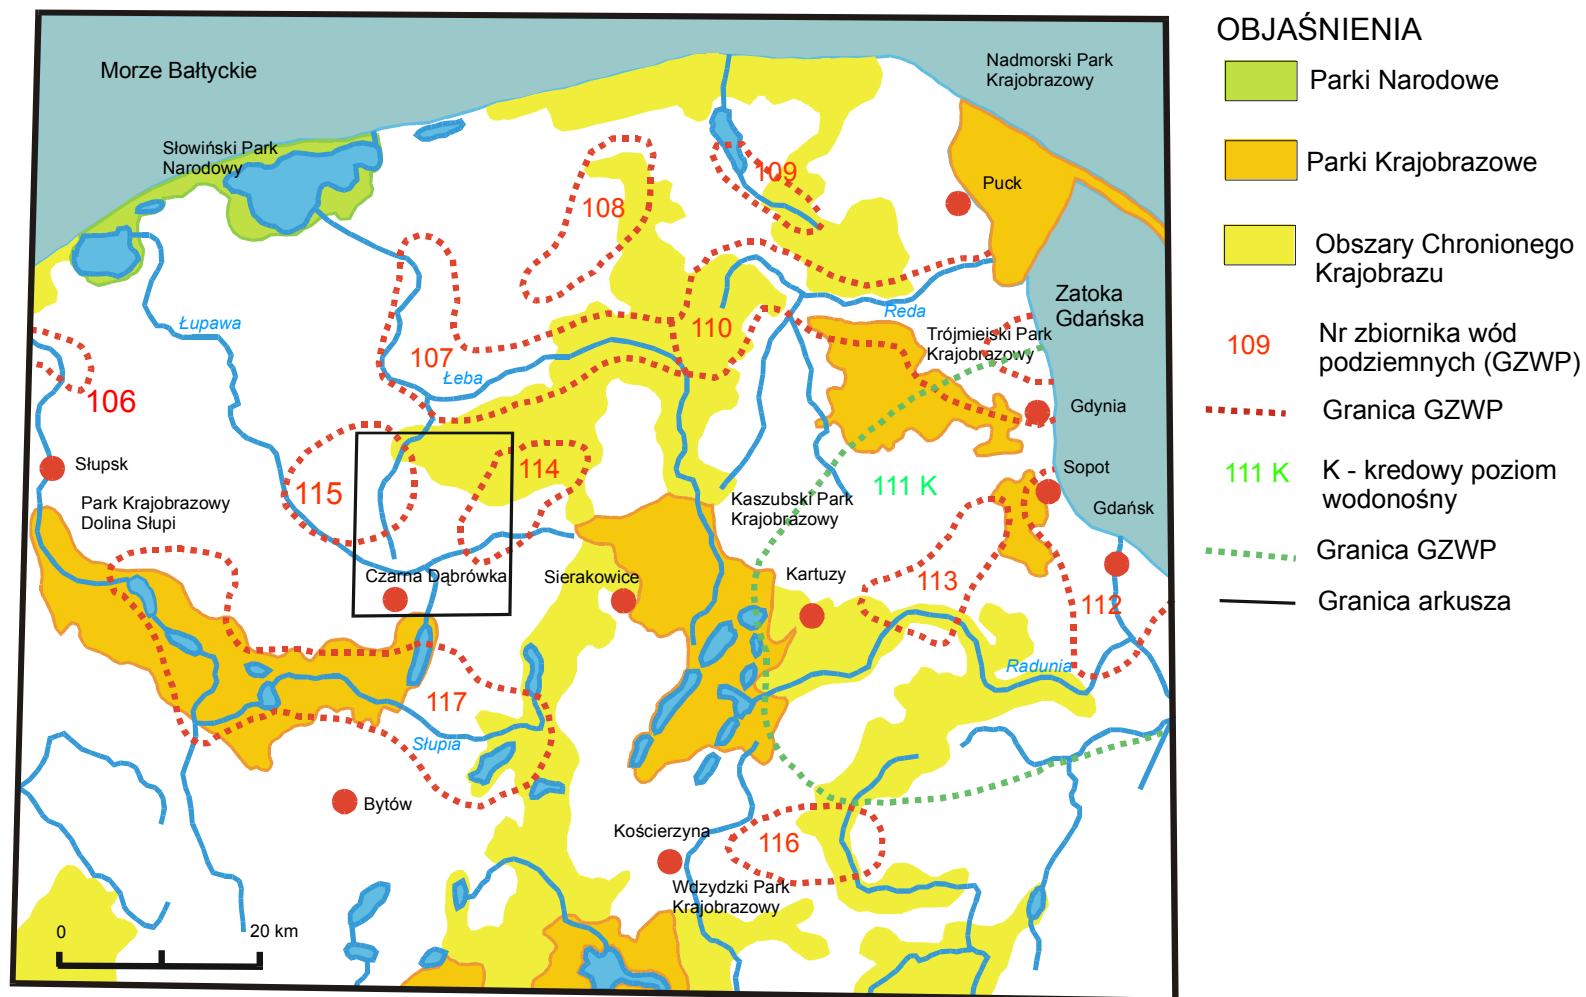 Morze Bałtyckie
Nadmorski Park
Krajobrazowy
Słowiński Park
Narodowy
109
Puck
108
Zatoka
Gdańska
Łupawa
Reda
110
Trójmiejski Park
Krajobrazowy
107
Łeba
106
Gdynia
Słupsk
114
Sopot
115
111 K
Park Krajobrazowy
Dolina Słupi
Kaszubski Park
Krajobrazowy
Gdańsk
Czarna Dąbrówka
Sierakowice
Kartuzy
113
112
Radunia
117
Słupia
Bytów
Kościerzyna
116
Wdzydzki Park
Krajobrazowy
0
20 km
OBJAŚNIENIA
Parki Narodowe
Parki Krajobrazowe
Obszary Chronionego
Krajobrazu
109
Nr zbiornika wód
podziemnych (GZWP)
Granica GZWP
111 K
K - kredowy poziom
wodonośny
Granica GZWP
Granica arkusza